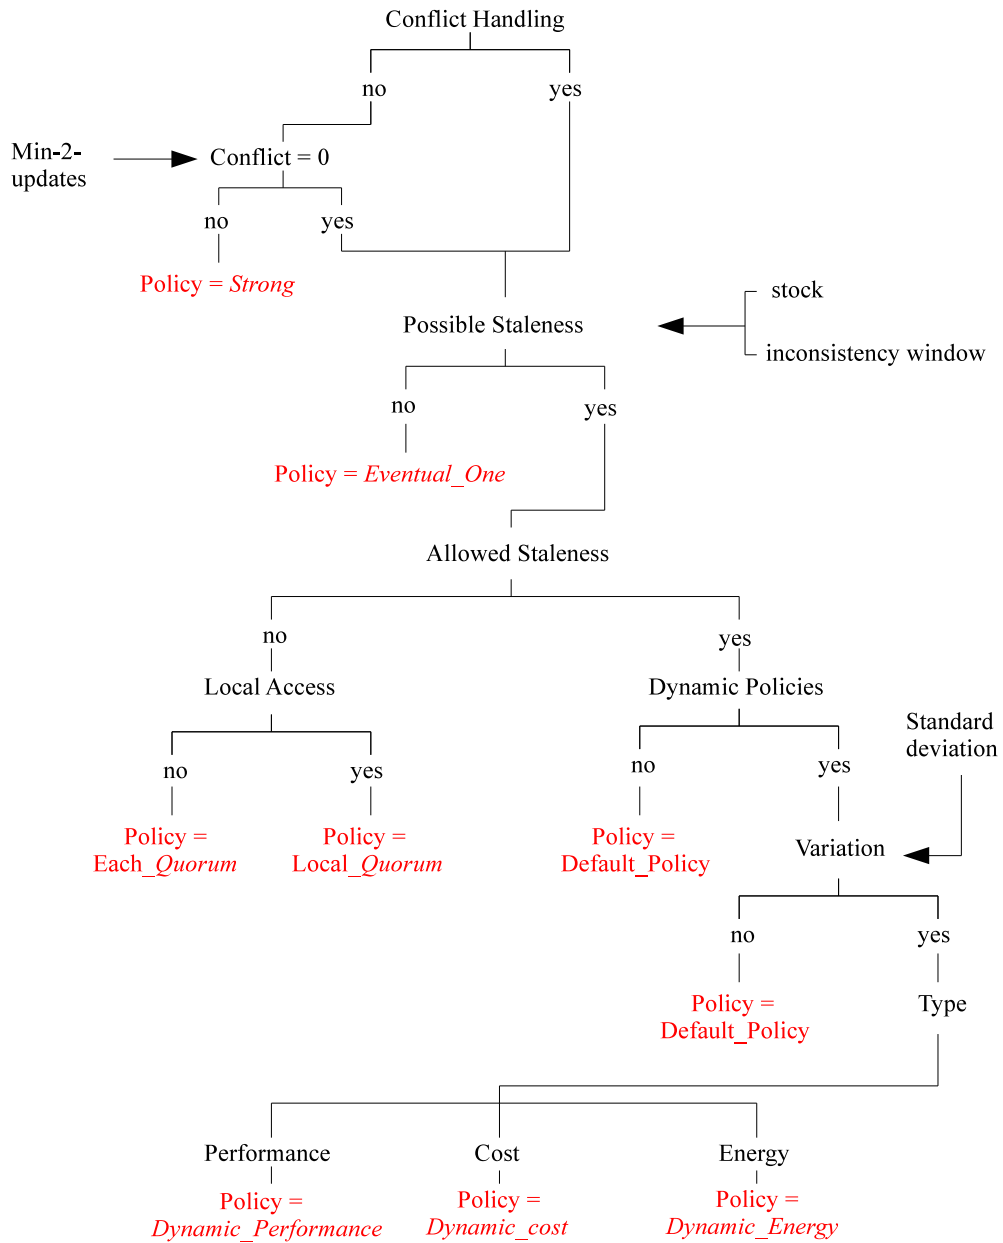 Conflict Handling
no
yes
Min-2-
updates
Conflict = 0
no
yes
Policy = Strong
stock
Possible Staleness
inconsistency window
no
yes
Policy = Eventual_One
Allowed Staleness
no
yes
Local Access
Dynamic Policies
Standard
deviation
no
yes
no
yes
Policy =
Each_Quorum
Policy =
Local_Quorum
Policy =
Default_Policy
Variation
no
yes
Policy =
Default_Policy
Type
Performance
Cost
Energy
Policy =
Dynamic_Performance
Policy =
Dynamic_cost
Policy =
Dynamic_Energy